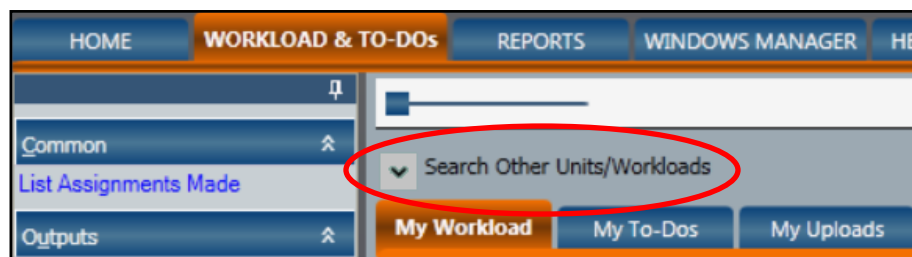 HOME WORKLOAD & TO-DOs REPORTS WINDOWS MANAGER HE
Common
List Assignments Made
Outputs
Search Other Units/Workloads
My Workload My To-Dos My Uploads